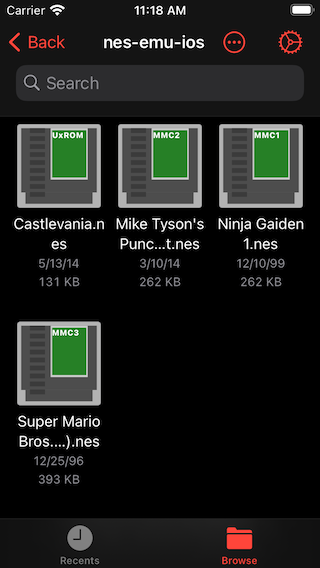 Carrier 11:18 AM
Back nes-emu-ios
Search
UxROM MMC2 MMC1
Castlevania.n Mike Tyson's Ninja Gaiden
es Punc...t.nes 1.nes
5/13/14 3/10/14 12/10/99
131 KB 262 KB 262 KB
MMC3
Super Mario
Bros....).nes
12/25/96
393 KB
Recents Browse